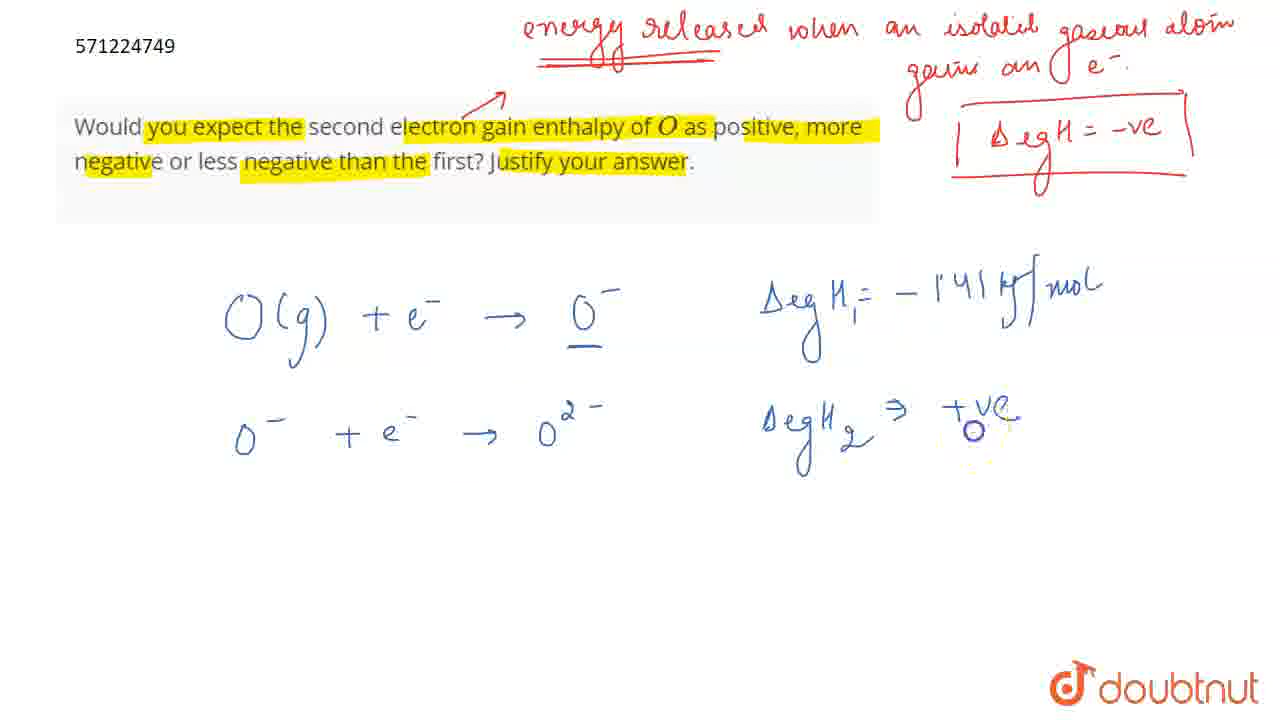 571224749
energy released when an isolated gaseous atom
gains an e⁻.
ΔegH = -ve
Would you expect the second electron gain enthalpy of O as positive, more
negative or less negative than the first? Justify your answer.
O(g) + e⁻ → O⁻ ΔegH₁ = - 141 kJ/mol
O⁻ + e⁻ → O²⁻ ΔegH₂ ⇒ +ve
doubtnut